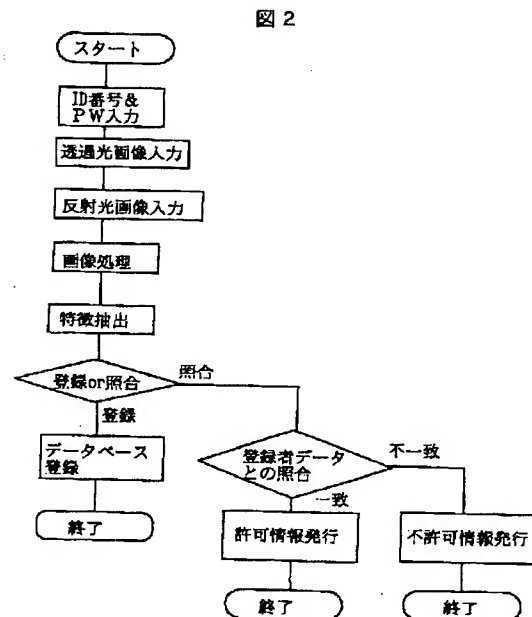 図2
スタート
ID番号&
PW入力
透過光画像入力
反射光画像入力
画像処理
特徴抽出
登録or照合
照合
登録
データベース
登録
終了
登録者データ
との照合
不一致
一致
許可情報発行
不許可情報発行
終了
終了